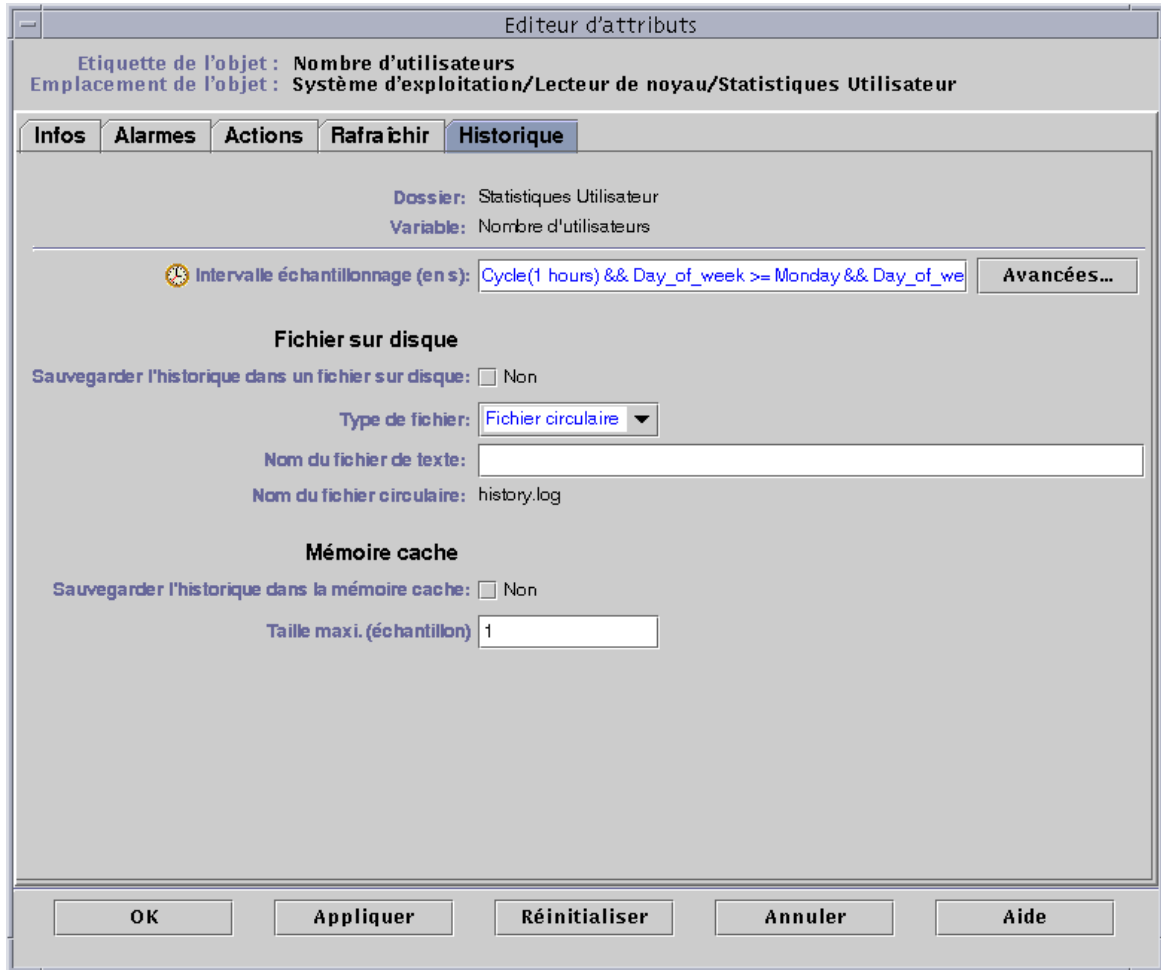 Editeur d'attributs
Etiquette de l'objet : Nombre d'utilisateurs
Emplacement de l'objet : Système d'exploitation/Lecteur de noyau/Statistiques Utilisateur
Infos Alarmes Actions Rafraîchir Historique
Dossier: Statistiques Utilisateur
Variable: Nombre d'utilisateurs
Intervalle échantillonnage (en s): Cycle(1 hours) && Day_of_week >= Monday && Day_of_we Avancées...
Fichier sur disque
Sauvegarder l'historique dans un fichier sur disque: Non
Type de fichier: Fichier circulaire
Nom du fichier de texte:
Nom du fichier circulaire: history.log
Mémoire cache
Sauvegarder l'historique dans la mémoire cache: Non
Taille maxi. (échantillon) 1
OK Appliquer Réinitialiser Annuler Aide